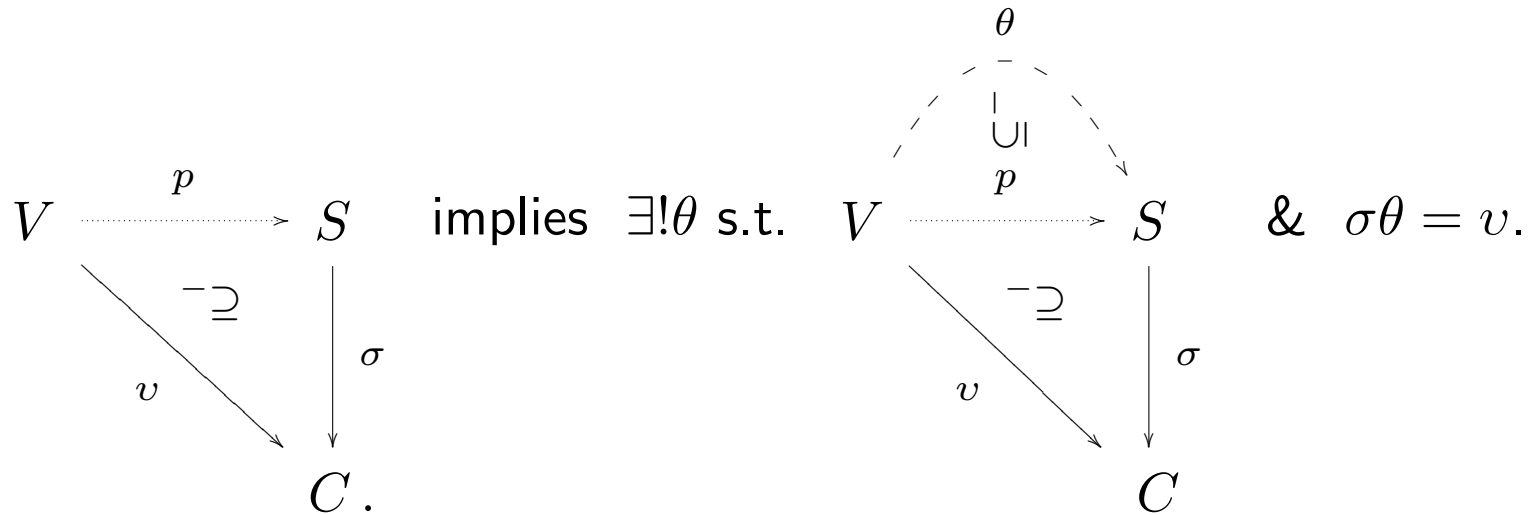 θ
⁻⊆
p p
V S implies ∃!θ s.t. V S & σθ = υ.
⁻⊇ ⁻⊇
σ σ
υ υ
C. C